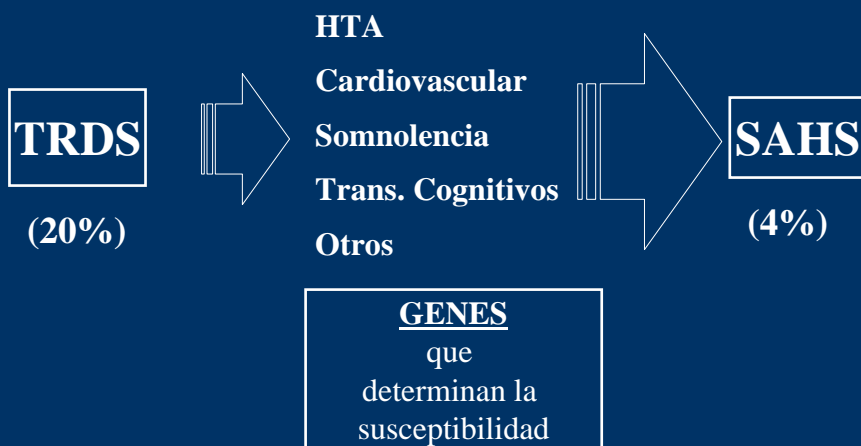 TRDS
(20%)
HTA
Cardiovascular
Somnolencia
Trans. Cognitivos
Otros
SAHS
(4%)
GENES
que
determinan la
susceptibilidad